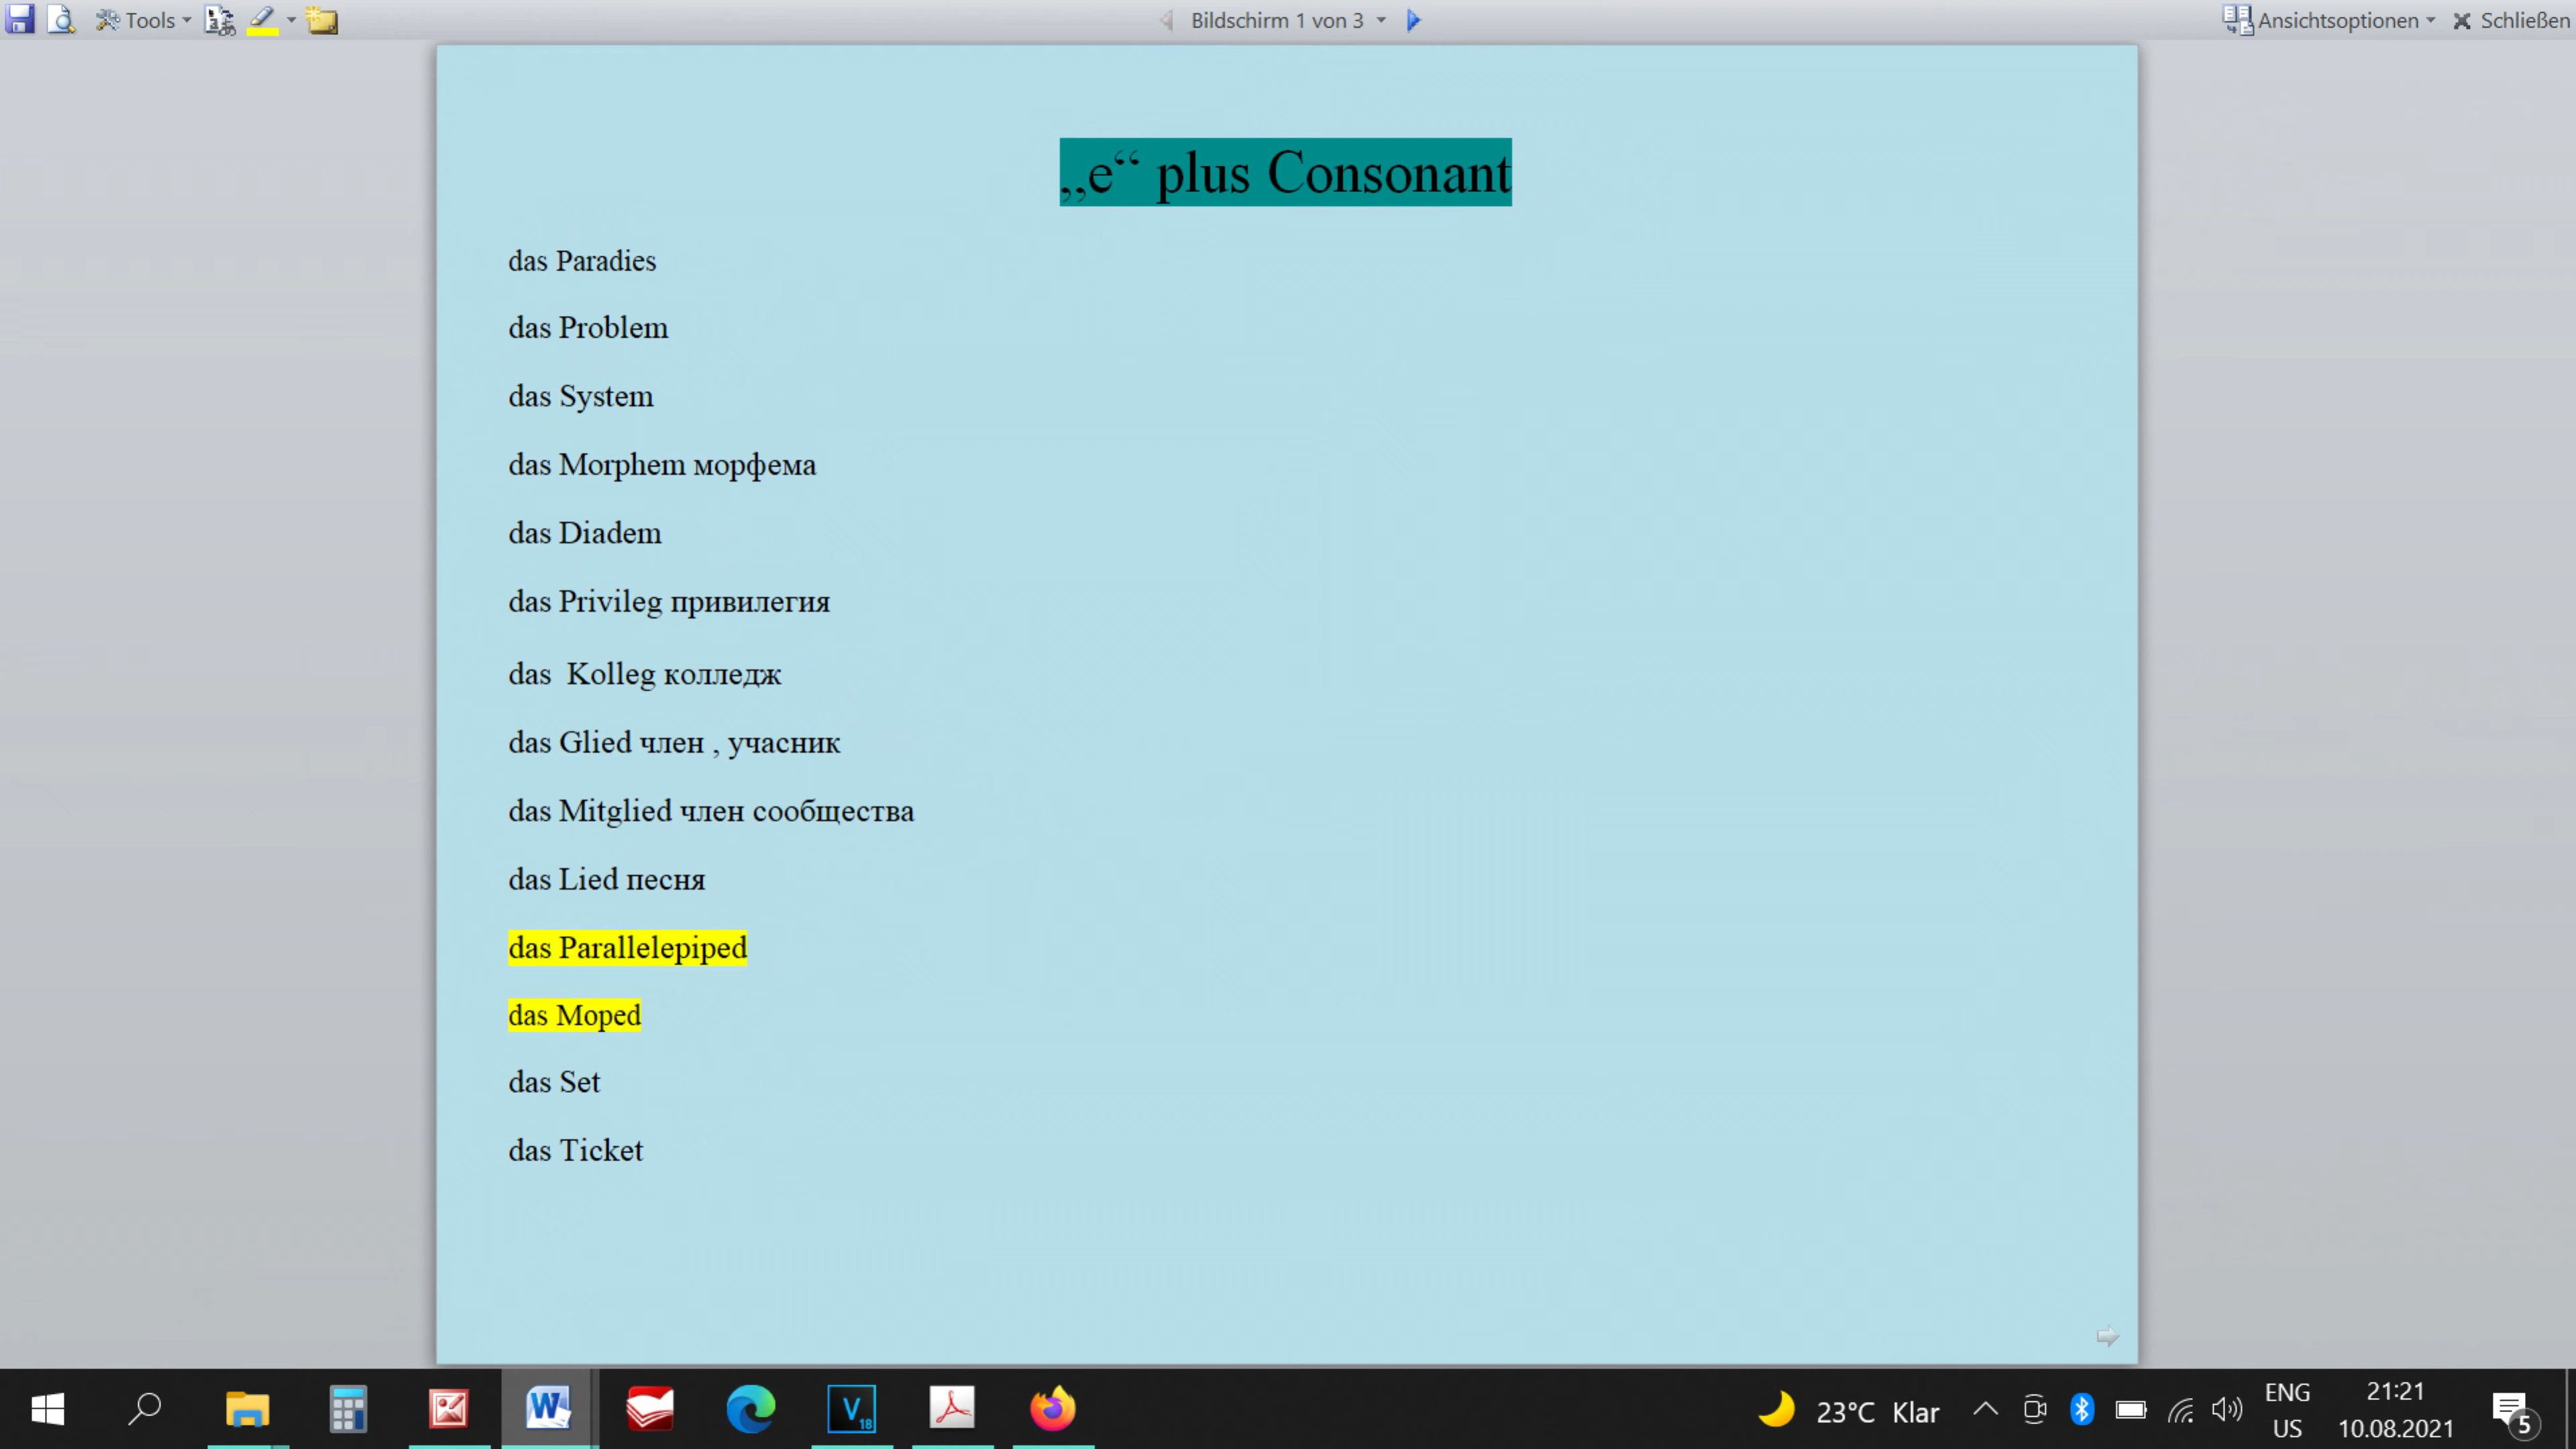 Tools
Bildschirm 1 von 3
Ansichtsoptionen
Schließen
„e“ plus Consonant
das Paradies
das Problem
das System
das Morphem морфема
das Diadem
das Privileg привилегия
das  Kolleg колледж
das Glied член , учасник
das Mitglied член сообщества
das Lied песня
das Parallelepiped
das Moped
das Set
das Ticket
W
V
18
23°C Klar
ENG
US
21:21
10.08.2021
5